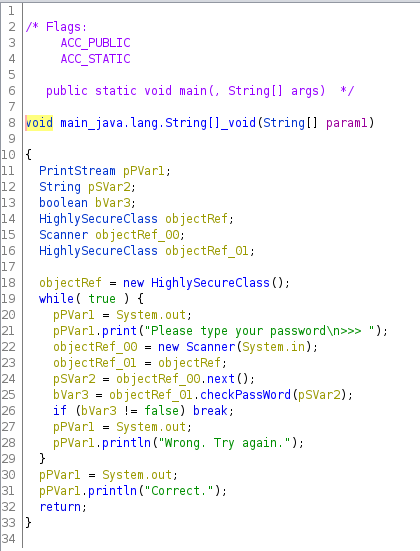 1
2 /* Flags:
3 ACC_PUBLIC
4 ACC_STATIC
5
6 public static void main(, String[] args) */
7
8 void main_java.lang.String[]_void(String[] param1)
9
10 {
11 PrintStream pPVar1;
12 String pSVar2;
13 boolean bVar3;
14 HighlySecureClass objectRef;
15 Scanner objectRef_00;
16 HighlySecureClass objectRef_01;
17
18 objectRef = new HighlySecureClass();
19 while( true ) {
20 pPVar1 = System.out;
21 pPVar1.print("Please type your password\n>>> ");
22 objectRef_00 = new Scanner(System.in);
23 objectRef_01 = objectRef;
24 pSVar2 = objectRef_00.next();
25 bVar3 = objectRef_01.checkPassWord(pSVar2);
26 if (bVar3 != false) break;
27 pPVar1 = System.out;
28 pPVar1.println("Wrong. Try again.");
29 }
30 pPVar1 = System.out;
31 pPVar1.println("Correct.");
32 return;
33 }
34